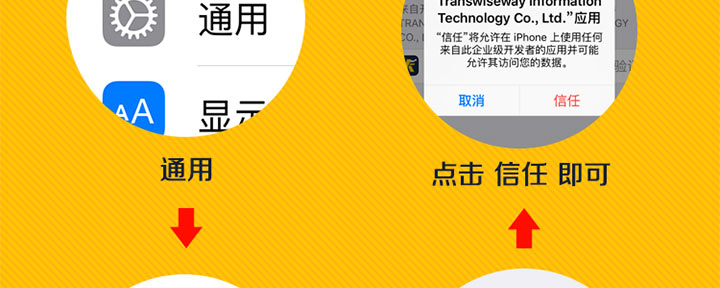 通用
AA
显示
通用
Transwiseway Information
Technology Co., Ltd.”应用
“信任”将允许在 iPhone 上使用任何
来自此企业级开发者的应用并可能
允许其访问您的数据。
取消
信任
点击 信任 即可